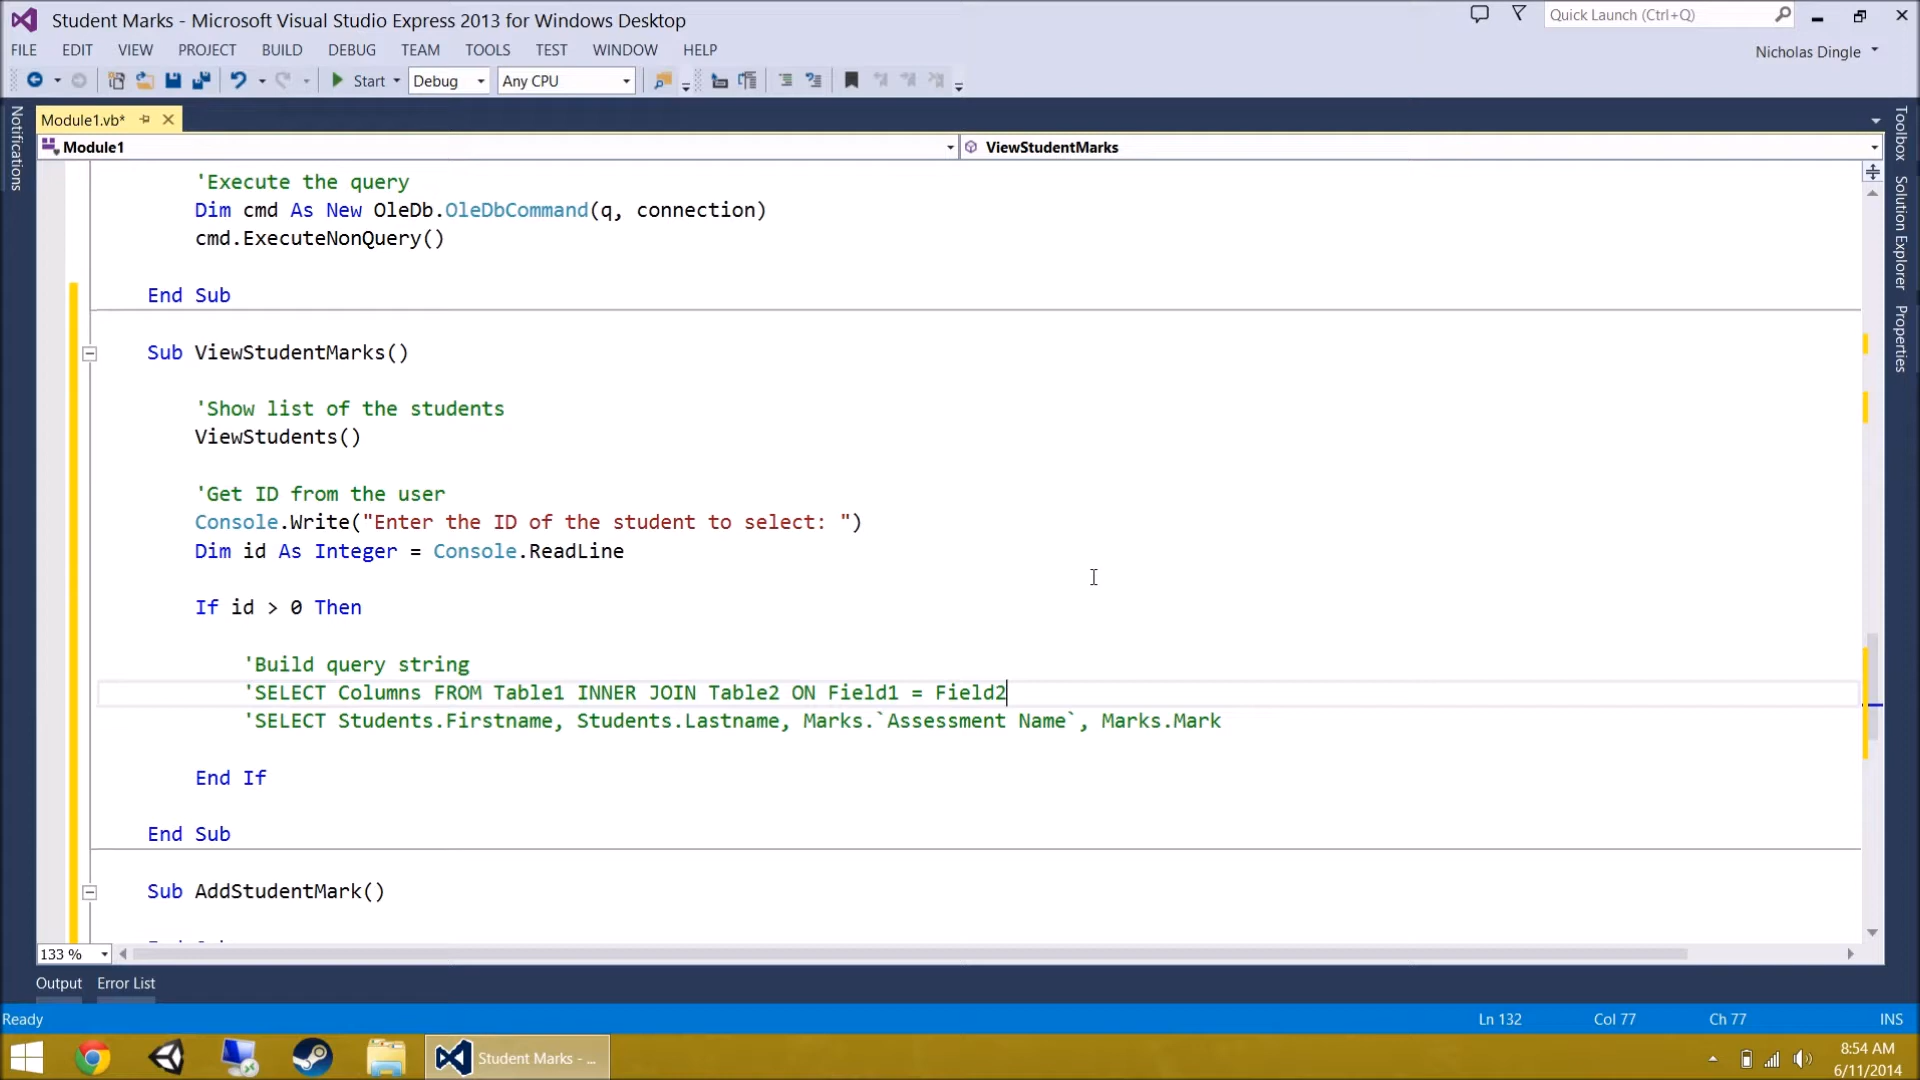 Student Marks - Microsoft Visual Studio Express 2013 for Windows Desktop
Quick Launch (Ctrl+Q)
FILE EDIT VIEW PROJECT BUILD DEBUG TEAM TOOLS TEST WINDOW HELP
Nicholas Dingle
Start Debug Any CPU
Notifications
Module1.vb*
Module1
ViewStudentMarks
Toolbox
Solution Explorer
Properties
'Execute the query
Dim cmd As New OleDb.OleDbCommand(q, connection)
cmd.ExecuteNonQuery()
End Sub
Sub ViewStudentMarks()
'Show list of the students
ViewStudents()
'Get ID from the user
Console.Write("Enter the ID of the student to select: ")
Dim id As Integer = Console.ReadLine
If id > 0 Then
'Build query string
'SELECT Columns FROM Table1 INNER JOIN Table2 ON Field1 = Field2
'SELECT Students.Firstname, Students.Lastname, Marks.`Assessment Name`, Marks.Mark
End If
End Sub
Sub AddStudentMark()
133 %
Output Error List
Ready
Ln 132 Col 77 Ch 77 INS
Student Marks - ...
8:54 AM
6/11/2014